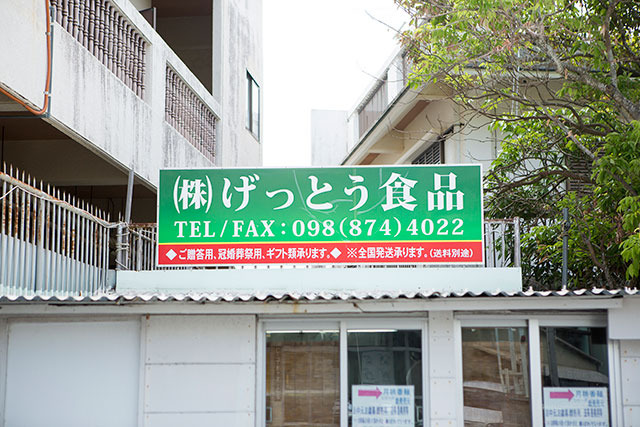 ㈱げっとう食品
TEL/FAX:098(874)4022
◆ご贈答用、冠婚葬祭用、ギフト類承ります。◆ ※全国発送承ります。(送料別途)